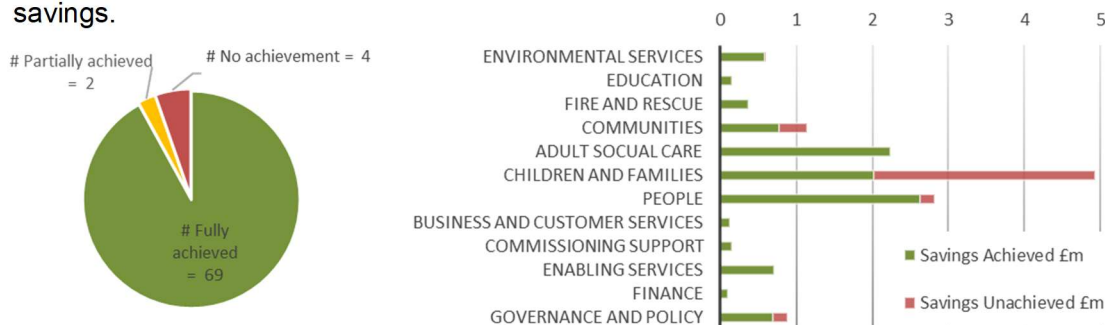 savings.
# Partially achieved
= 2
# No achievement = 4
# Fully
achieved
= 69
0 1 2 3 4 5
ENVIRONMENTAL SERVICES
EDUCATION
FIRE AND RESCUE
COMMUNITIES
ADULT SOCUAL CARE
CHILDREN AND FAMILIES
PEOPLE
BUSINESS AND CUSTOMER SERVICES
COMMISSIONING SUPPORT
ENABLING SERVICES
FINANCE
GOVERNANCE AND POLICY
Savings Achieved £m
Savings Unachieved £m